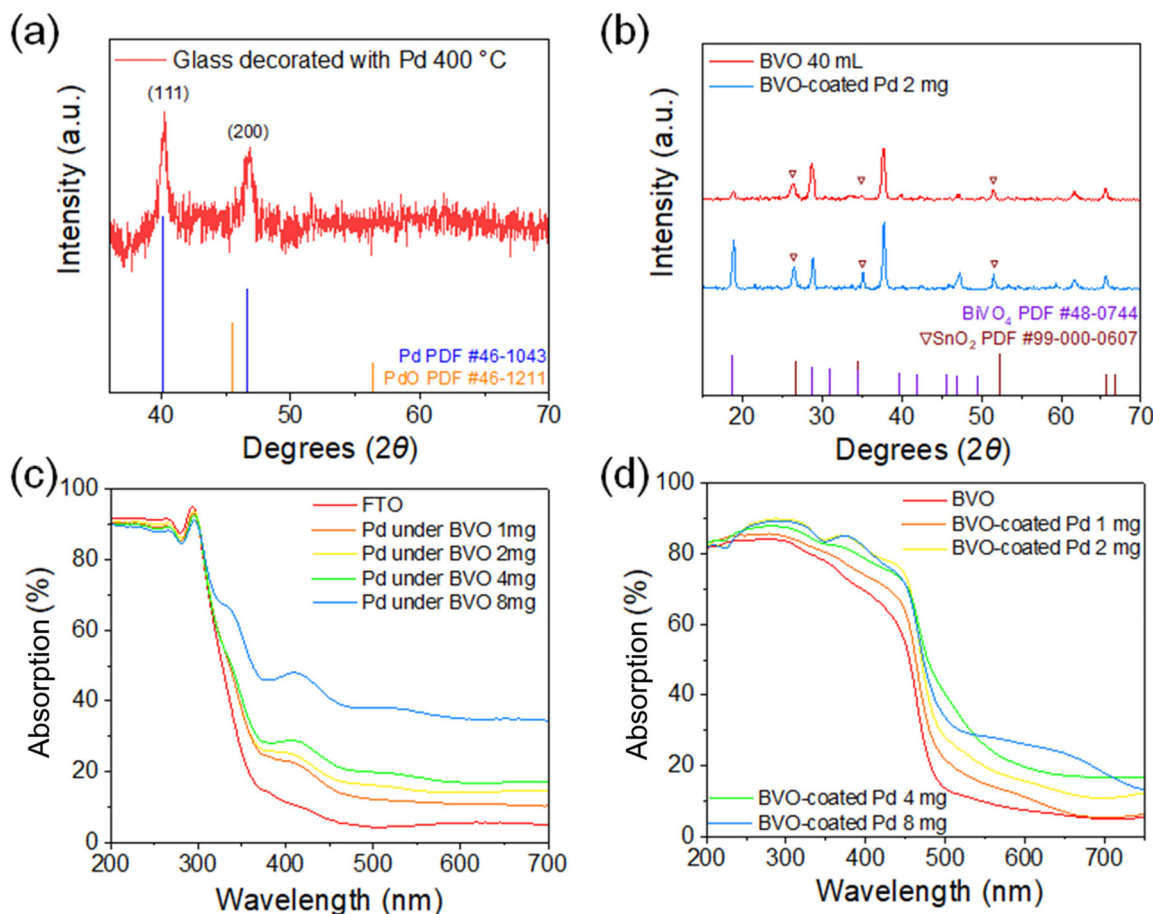 (a)
Glass decorated with Pd 400 °C
(111)
(200)
Intensity (a.u.)
Pd PDF #46-1043
PdO PDF #46-1211
40 50 60 70
Degrees (2θ)
(b)
BVO 40 mL
BVO-coated Pd 2 mg
Intensity (a.u.)
BiVO₄ PDF #48-0744
▽SnO₂ PDF #99-000-0607
20 30 40 50 60 70
Degrees (2θ)
(c)
100
80
60
40
20
0
Absorption (%)
FTO
Pd under BVO 1mg
Pd under BVO 2mg
Pd under BVO 4mg
Pd under BVO 8mg
200 300 400 500 600 700
Wavelength (nm)
(d)
100
80
60
40
20
0
Absorption (%)
BVO
BVO-coated Pd 1 mg
BVO-coated Pd 2 mg
BVO-coated Pd 4 mg
BVO-coated Pd 8 mg
200 300 400 500 600 700
Wavelength (nm)